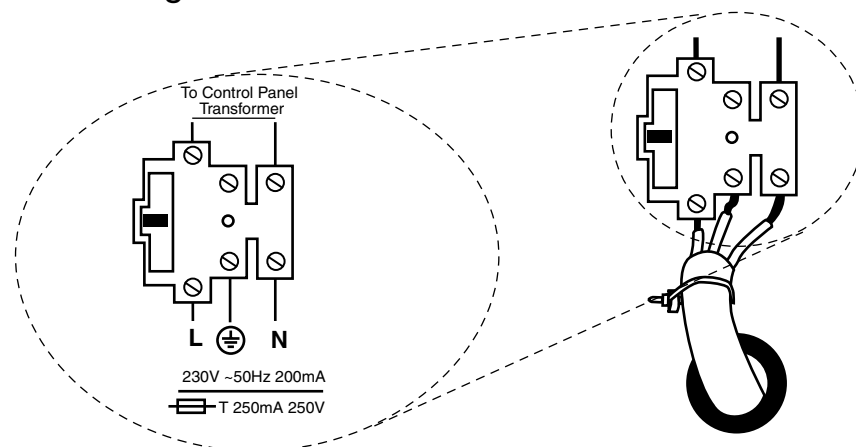 To Control Panel
Transformer
L N
230V ~50Hz 200mA
T 250mA 250V